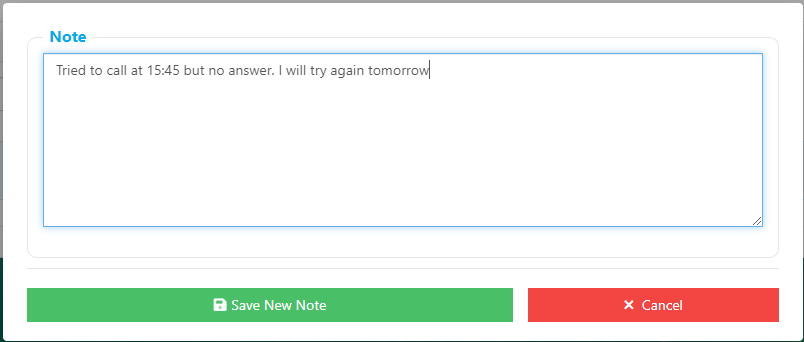 Note
Tried to call at 15:45 but no answer. I will try again tomorrow
Save New Note
Cancel